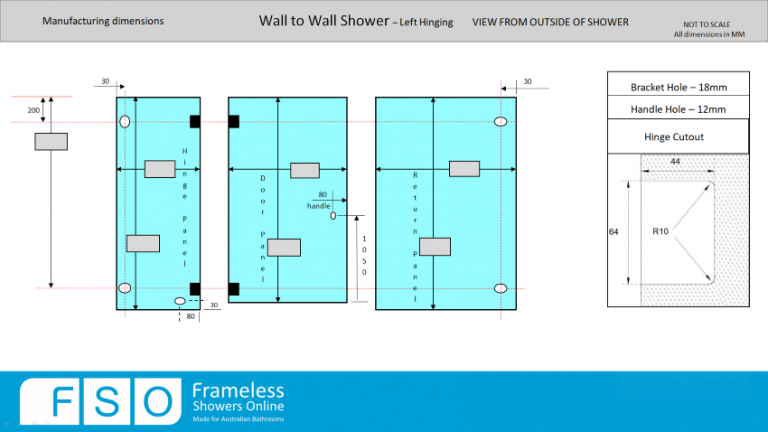 Manufacturing dimensions
Wall to Wall Shower – Left Hinging VIEW FROM OUTSIDE OF SHOWER
NOT TO SCALE
All dimensions in MM
30
30
200
Hinge Panel
Door Panel
Return Panel
80
handle
1050
30
80
Bracket Hole – 18mm
Handle Hole – 12mm
Hinge Cutout
44
64
R10
FSO
Frameless
Showers Online
Made for Australian Bathrooms